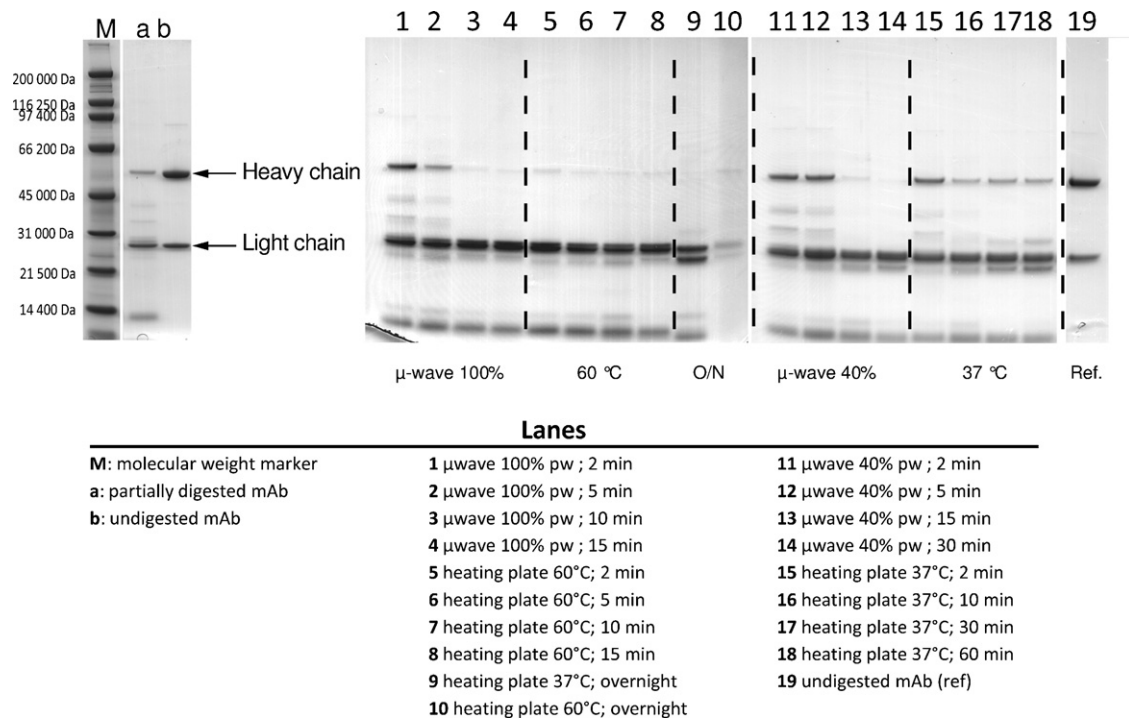 M a b 1 2 3 4 5 6 7 8 9 10 11 12 13 14 15 16 17 18 19
200 000 Da
116 250 Da
97 400 Da
66 200 Da
45 000 Da
31 000 Da
21 500 Da
14 400 Da
Heavy chain
Light chain
µ-wave 100% 60 °C O/N µ-wave 40% 37 °C Ref.
Lanes
M: molecular weight marker
a: partially digested mAb
b: undigested mAb
1 µwave 100% pw ; 2 min
2 µwave 100% pw ; 5 min
3 µwave 100% pw ; 10 min
4 µwave 100% pw ; 15 min
5 heating plate 60°C; 2 min
6 heating plate 60°C; 5 min
7 heating plate 60°C; 10 min
8 heating plate 60°C; 15 min
9 heating plate 37°C; overnight
10 heating plate 60°C; overnight
11 µwave 40% pw ; 2 min
12 µwave 40% pw ; 5 min
13 µwave 40% pw ; 15 min
14 µwave 40% pw ; 30 min
15 heating plate 37°C; 2 min
16 heating plate 37°C; 10 min
17 heating plate 37°C; 30 min
18 heating plate 37°C; 60 min
19 undigested mAb (ref)